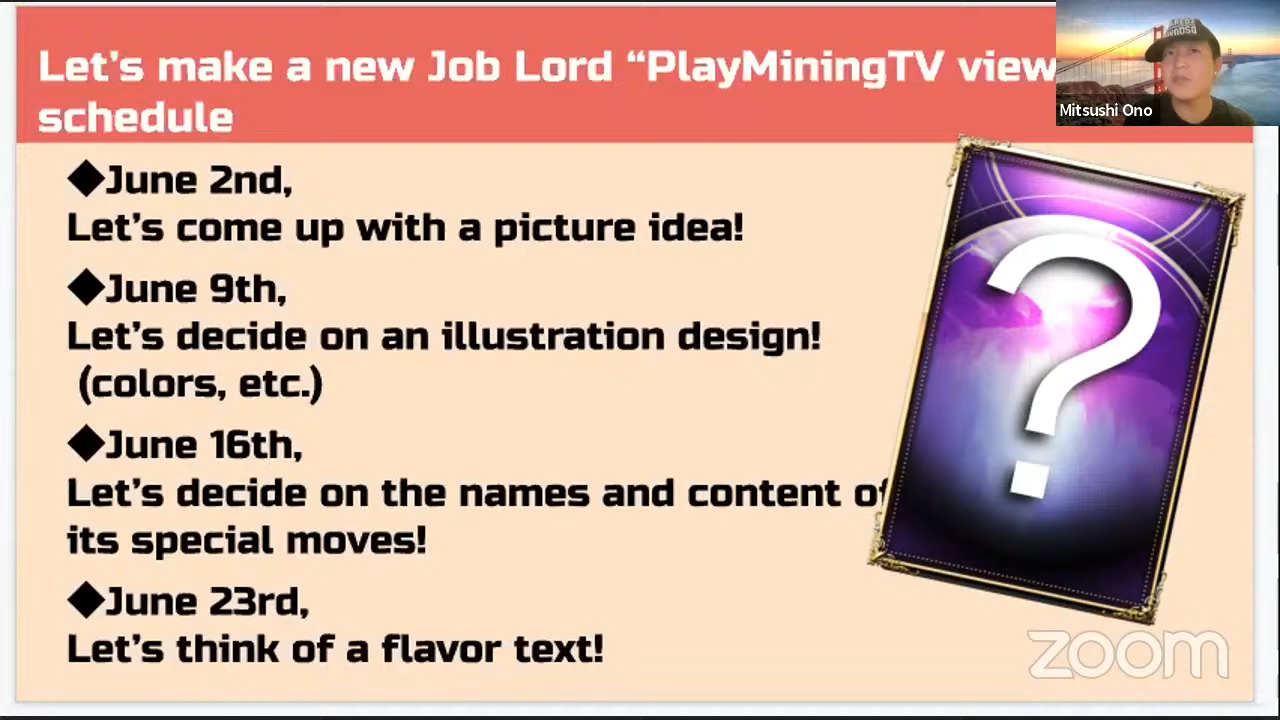 Let's make a new Job Lord “PlayMiningTV view
schedule
Mitsushi Ono
◆June 2nd,
Let's come up with a picture idea!
◆June 9th,
Let's decide on an illustration design!
(colors, etc.)
◆June 16th,
Let's decide on the names and content of
its special moves!
◆June 23rd,
Let's think of a flavor text!
?
zoom